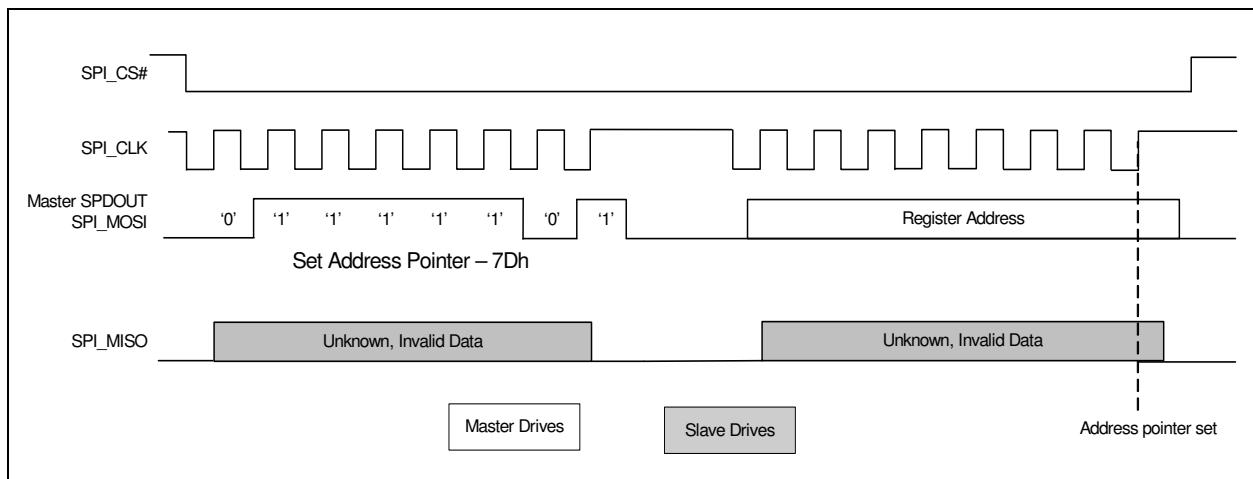 SPI_CS#
SPI_CLK
Master SPDOUT
SPI_MOSI
‘0’ ‘1’ ‘1’ ‘1’ ‘1’ ‘1’ ‘0’ ‘1’ Register Address
Set Address Pointer – 7Dh
SPI_MISO
Unknown, Invalid Data Unknown, Invalid Data
Master Drives Slave Drives
Address pointer set